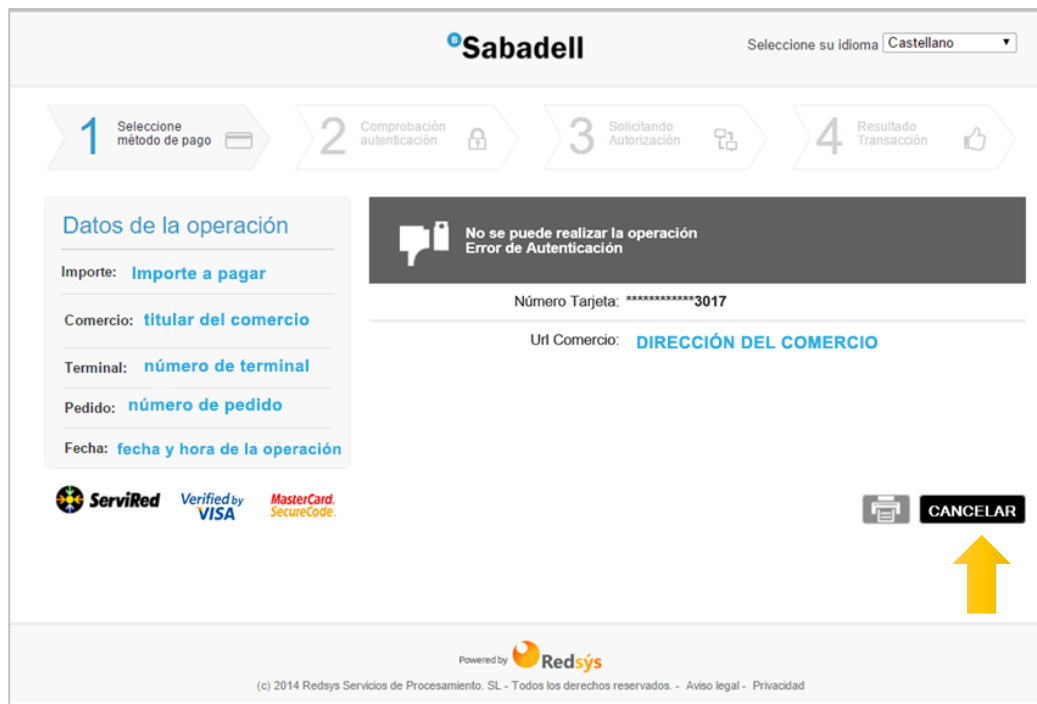 Sabadell
Seleccione su idioma Castellano
1 Seleccione método de pago
2 Comprobación autenticación
3 Solicitando Autorización
4 Resultado Transacción
Datos de la operación
Importe: Importe a pagar
Comercio: titular del comercio
Terminal: número de terminal
Pedido: número de pedido
Fecha: fecha y hora de la operación
No se puede realizar la operación
Error de Autenticación
Número Tarjeta: ************3017
Url Comercio: DIRECCIÓN DEL COMERCIO
ServiRed
Verified by
VISA
MasterCard.
SecureCode.
CANCELAR
Powered by Redsýs
(c) 2014 Redsys Servicios de Procesamiento. SL - Todos los derechos reservados. - Aviso legal - Privacidad